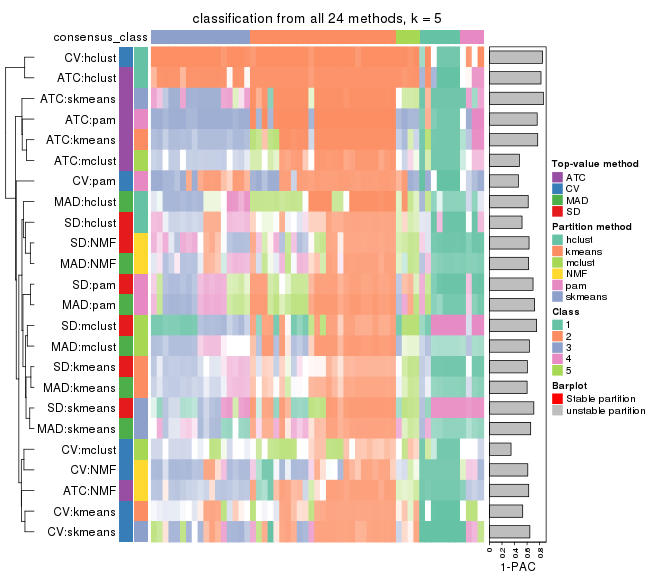 classification from all 24 methods, k = 5
consensus_class
CV:hclust
ATC:hclust
ATC:skmeans
ATC:pam
ATC:kmeans
ATC:mclust
CV:pam
MAD:hclust
SD:hclust
SD:NMF
MAD:NMF
SD:pam
MAD:pam
SD:mclust
MAD:mclust
SD:kmeans
MAD:kmeans
SD:skmeans
MAD:skmeans
CV:mclust
CV:NMF
ATC:NMF
CV:kmeans
CV:skmeans
0 0.2 0.4 0.6 0.8
1-PAC
Top-value method
ATC
CV
MAD
SD
Partition method
hclust
kmeans
mclust
NMF
pam
skmeans
Class
1
2
3
4
5
Barplot
Stable partition
unstable partition